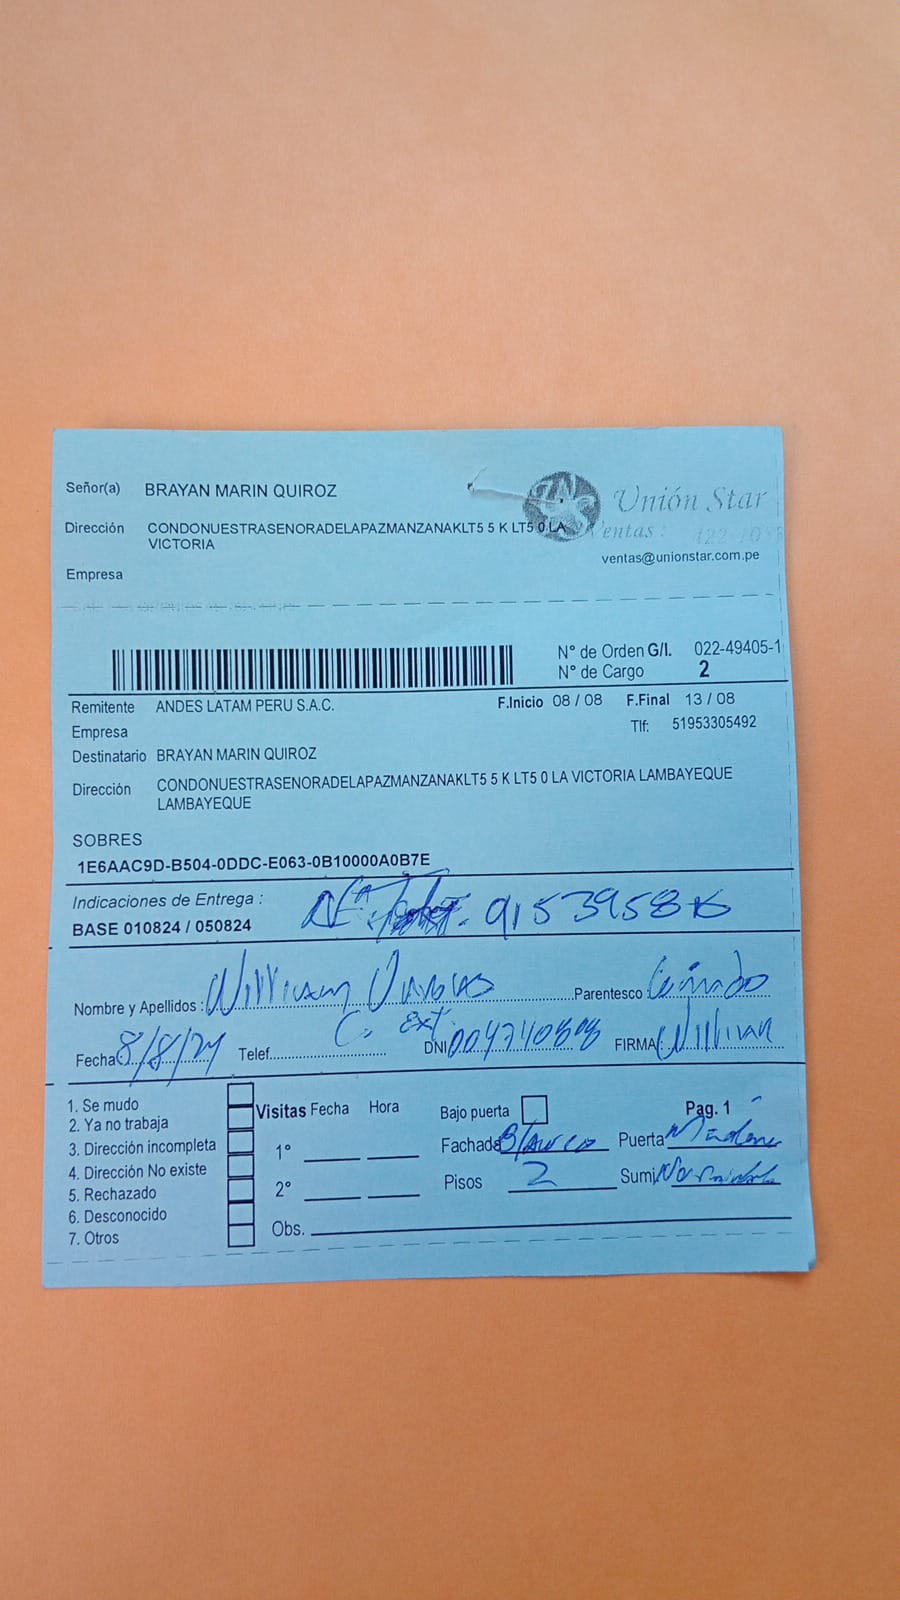 Señor(a) BRAYAN MARIN QUIROZ
Unión Star
Dirección CONDONUESTRASENORADELAPAZMANZANAKLT5 5 K LT5 0 LA
VICTORIA
Ventas :
ventas@unionstar.com.pe
Empresa
N° de Orden G/I. 022-49405-1
N° de Cargo 2
Remitente ANDES LATAM PERU S.A.C. F.Inicio 08 / 08 F.Final 13 / 08
Empresa Tlf: 51953305492
Destinatario BRAYAN MARIN QUIROZ
Dirección CONDONUESTRASENORADELAPAZMANZANAKLT5 5 K LT5 0 LA VICTORIA LAMBAYEQUE
LAMBAYEQUE
SOBRES
1E6AAC9D-B504-0DDC-E063-0B10000A0B7E
Indicaciones de Entrega :
BASE 010824 / 050824
Nombre y Apellidos : William Parentesco
C. Ext.
Fecha 8/8/24 Telef. DNI FIRMA: William
1. Se mudo
2. Ya no trabaja
3. Dirección incompleta
4. Dirección No existe
5. Rechazado
6. Desconocido
7. Otros
Visitas Fecha Hora
1°
2°
Obs.
Bajo puerta Pag. 1
Fachada Blanco Puerta
Pisos 2 Sumi